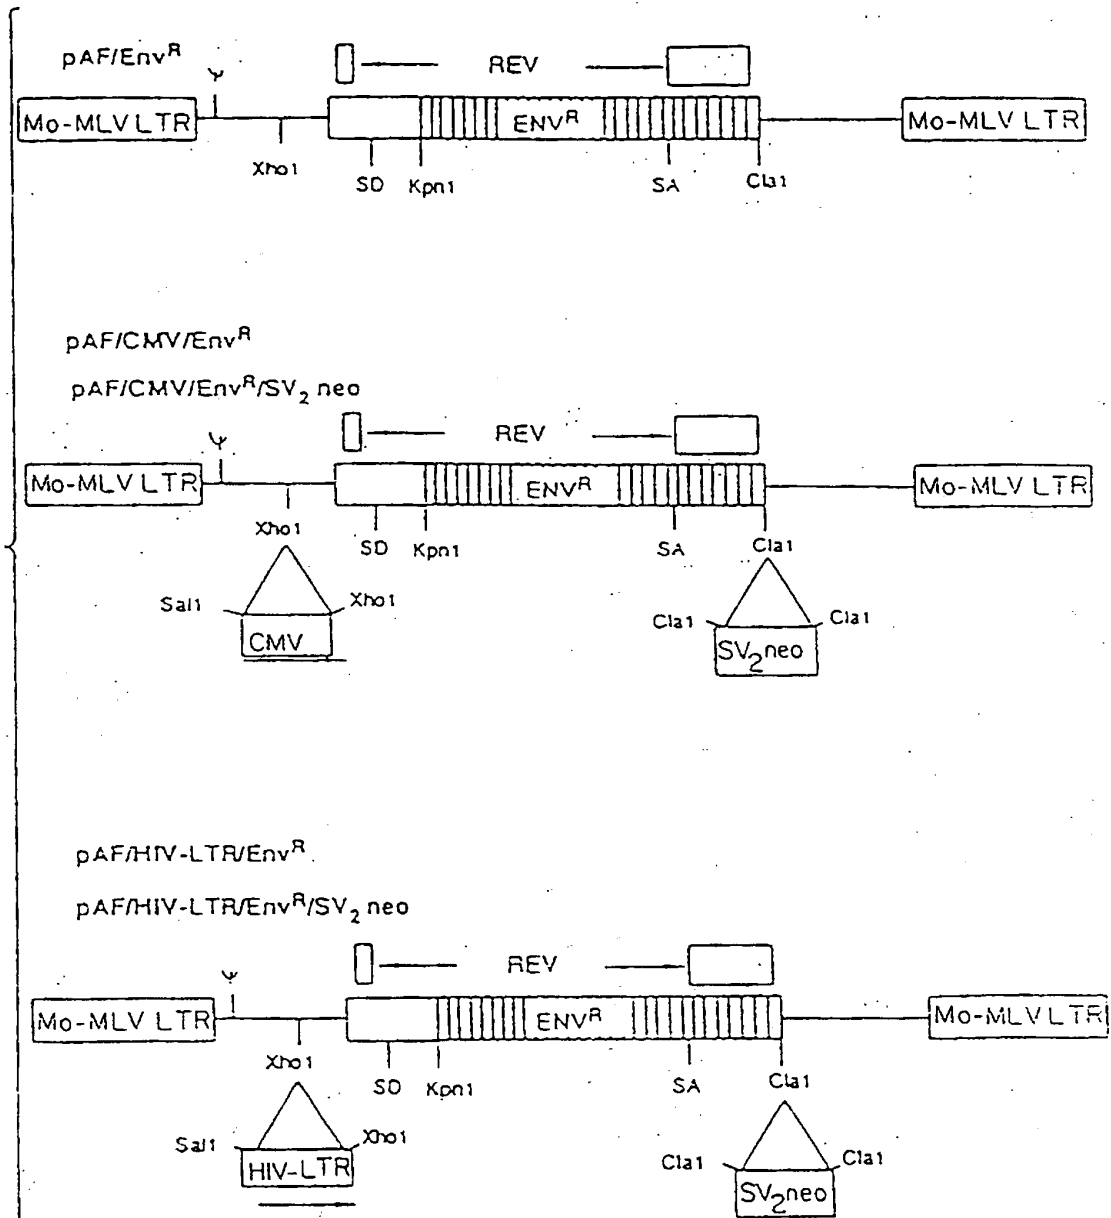 pAF/Env^R
Ψ
REV
Mo-MLV LTR
ENV^R
Mo-MLV LTR
Xho1
SD
Kpn1
SA
Cla1
pAF/CMV/Env^R
pAF/CMV/Env^R/SV₂ neo
REV
Ψ
Mo-MLV LTR
ENV^R
Mo-MLV LTR
Xho1
SD
Kpn1
SA
Cla1
Sal1
Xho1
Cla1
Cla1
CMV
SV₂neo
pAF/HIV-LTR/Env^R
pAF/HIV-LTR/Env^R/SV₂ neo
REV
Ψ
Mo-MLV LTR
ENV^R
Mo-MLV LTR
Xho1
SD
Kpn1
SA
Cla1
Sal1
Xho1
Cla1
Cla1
HIV-LTR
SV₂neo